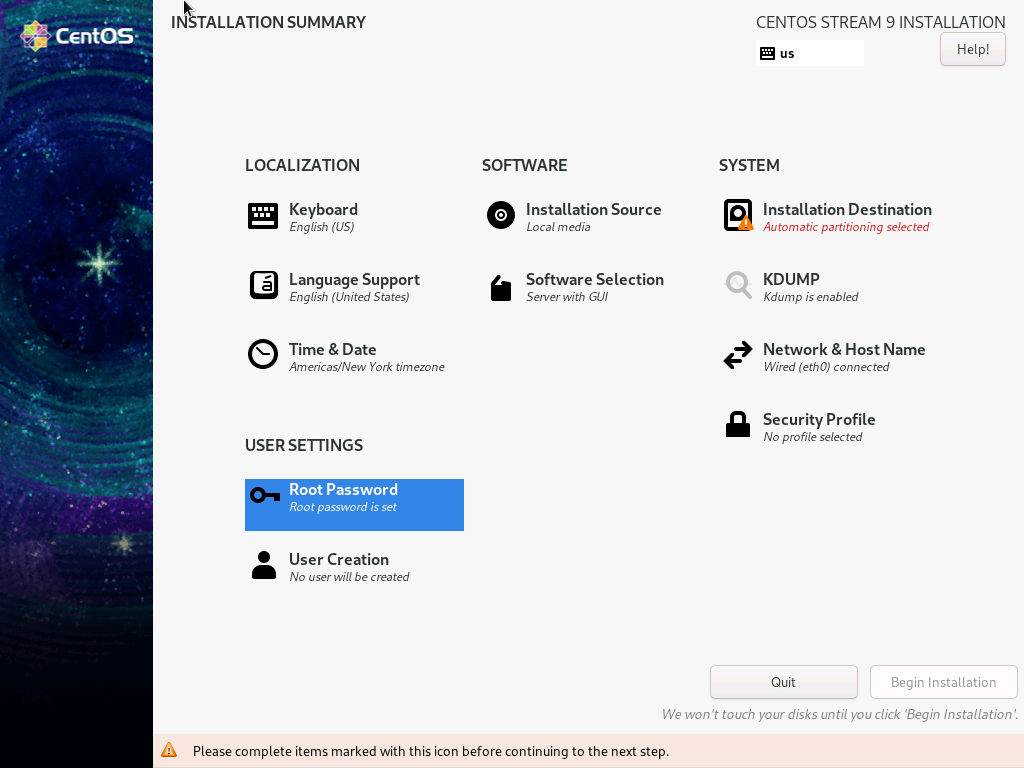 CentOS
INSTALLATION SUMMARY
CENTOS STREAM 9 INSTALLATION
us
Help!
LOCALIZATION
Keyboard
English (US)
Language Support
English (United States)
Time & Date
Americas/New York timezone
SOFTWARE
Installation Source
Local media
Software Selection
Server with GUI
SYSTEM
Installation Destination
Automatic partitioning selected
KDUMP
Kdump is enabled
Network & Host Name
Wired (eth0) connected
Security Profile
No profile selected
USER SETTINGS
Root Password
Root password is set
User Creation
No user will be created
Quit
Begin Installation
We won't touch your disks until you click 'Begin Installation'.
Please complete items marked with this icon before continuing to the next step.